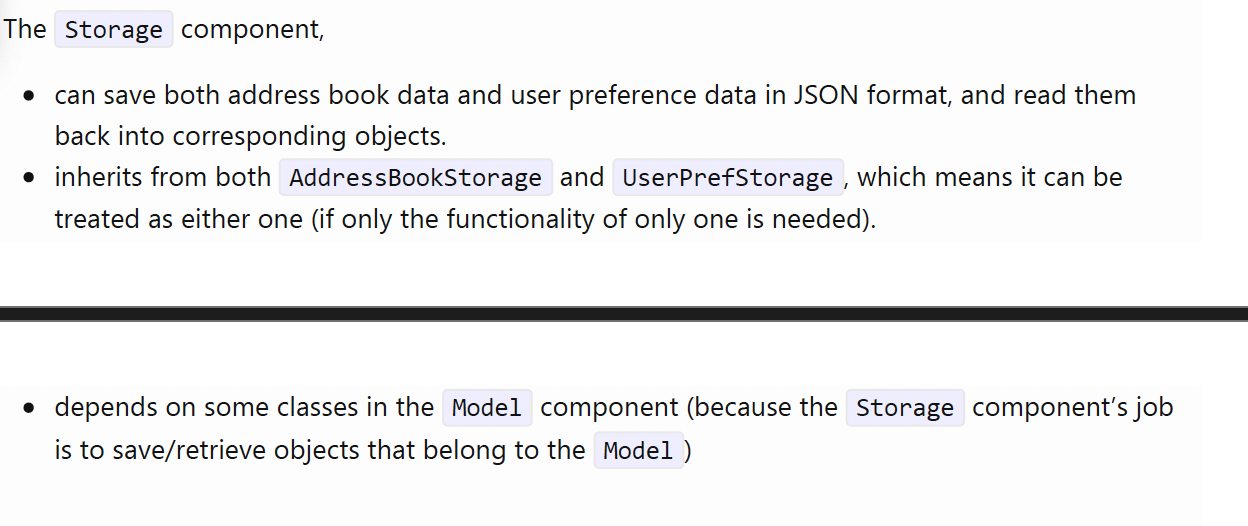 The Storage component,
• can save both address book data and user preference data in JSON format, and read them
back into corresponding objects.
• inherits from both AddressBookStorage and UserPrefStorage, which means it can be
treated as either one (if only the functionality of only one is needed).
• depends on some classes in the Model component (because the Storage component’s job
is to save/retrieve objects that belong to the Model)